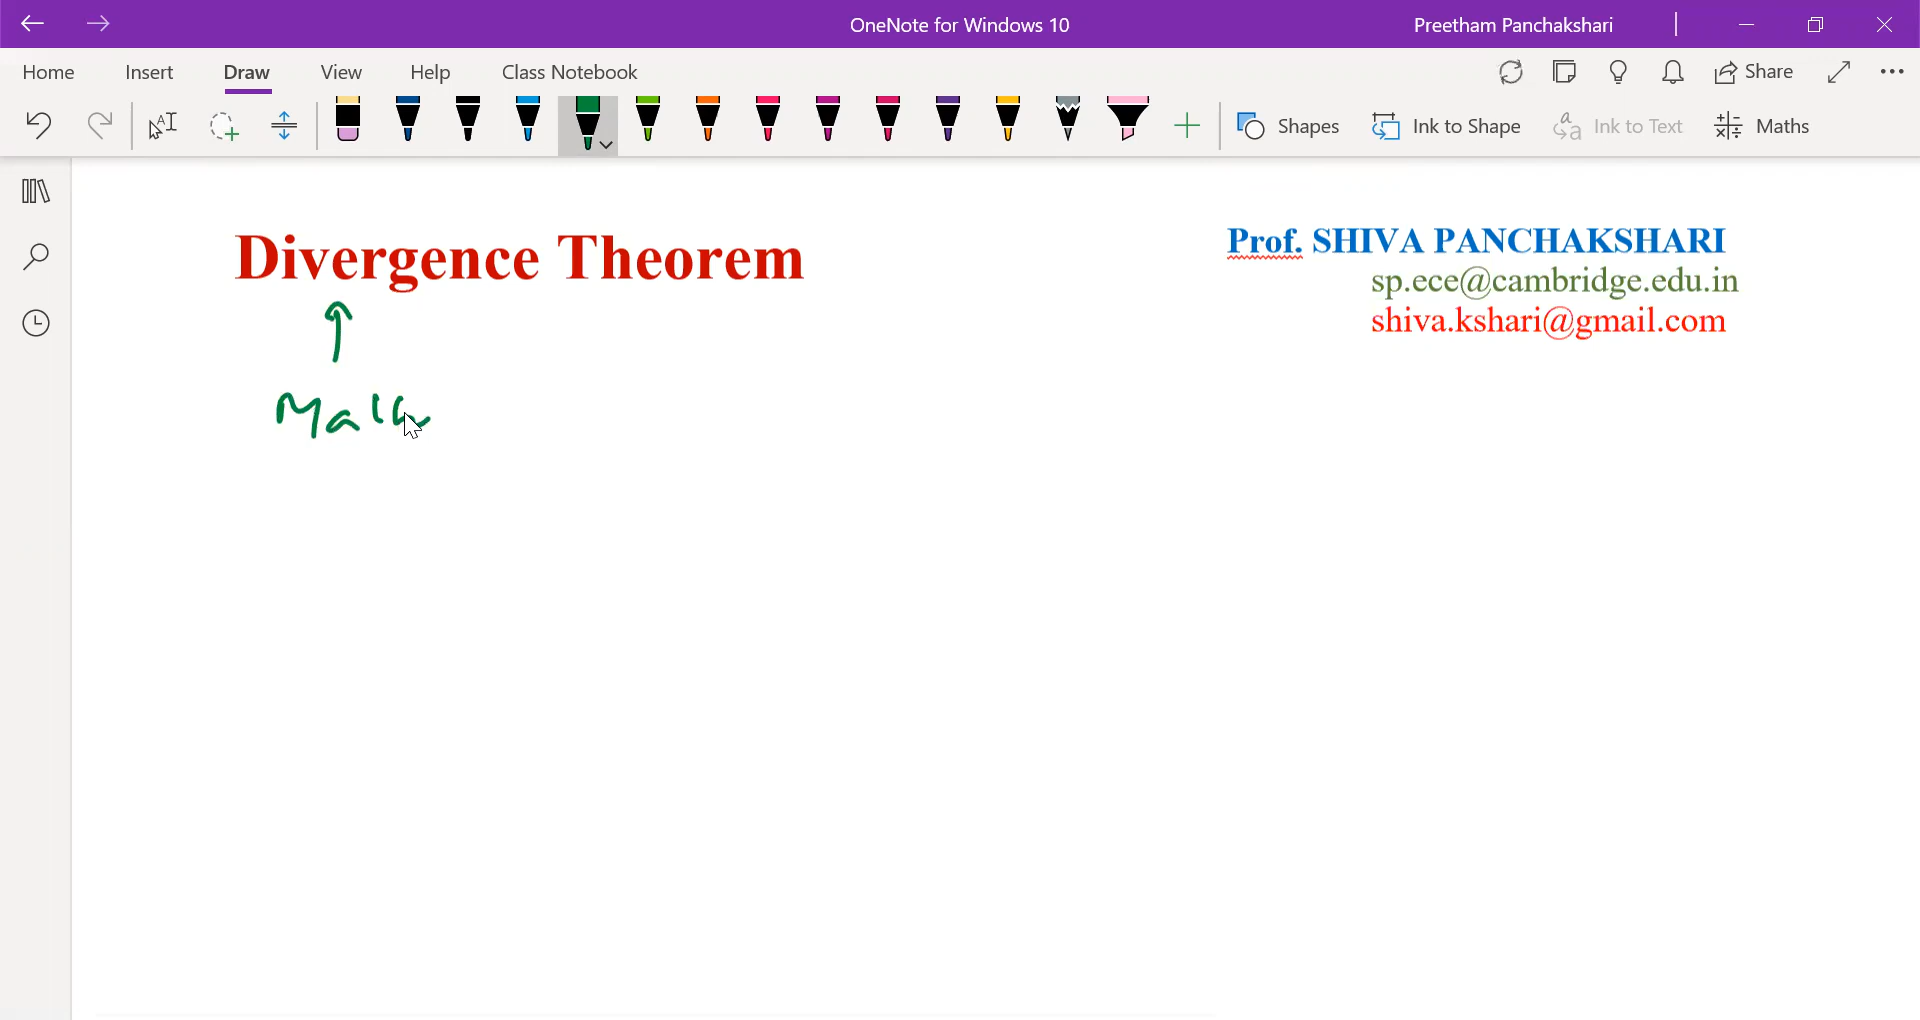 OneNote for Windows 10
Preetham Panchakshari
Home Insert Draw View Help Class Notebook
Share
Shapes Ink to Shape Ink to Text Maths
Divergence Theorem
Prof. SHIVA PANCHAKSHARI
sp.ece@cambridge.edu.in
shiva.kshari@gmail.com